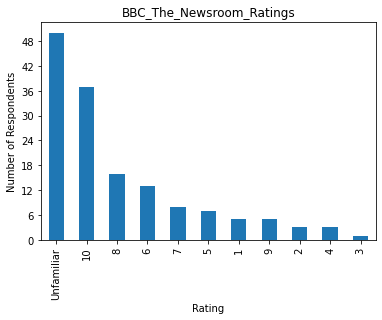 BBC_The_Newsroom_Ratings
Number of Respondents
48
42
36
30
24
18
12
6
0
Unfamiliar 10 8 6 7 5 1 9 2 4 3
Rating